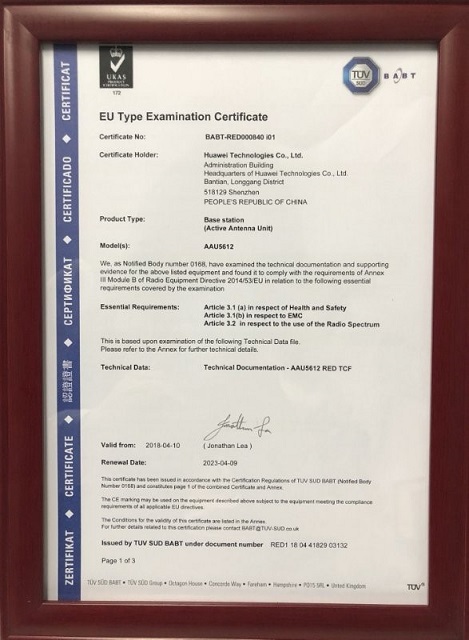 UKAS
PRODUCT CERTIFICATION
172
TÜV
SÜD
BABT
EU Type Examination Certificate
Certificate No: BABT-RED000840 i01
Certificate Holder: Huawei Technologies Co., Ltd.
Administration Building
Headquarters of Huawei Technologies Co., Ltd.
Bantian, Longgang District
518129 Shenzhen
PEOPLE'S REPUBLIC OF CHINA
Product Type: Base station
(Active Antenna Unit)
Model(s): AAU5612
We, as Notified Body number 0168, have examined the technical documentation and supporting
evidence for the above listed equipment and found it to comply with the requirements of Annex
III Module B of Radio Equipment Directive 2014/53/EU in relation to the following essential
requirements covered by the examination
Essential Requirements: Article 3.1 (a) in respect of Health and Safety
Article 3.1(b) in respect to EMC
Article 3.2 in respect to the use of the Radio Spectrum
This is based upon examination of the following Technical Data file.
Please refer to the Annex for further technical details.
Technical Data: Technical Documentation - AAU5612 RED TCF
Valid from: 2018-04-10 ( Jonathan Lea )
Renewal Date: 2023-04-09
This certificate has been issued in accordance with the Certification Regulations of TUV SUD BABT (Notified Body
Number 0168) and constitutes page 1 of the combined Certificate and Annex.
The CE marking may be used on the equipment described above subject to the equipment meeting the compliance
requirements of all applicable EU directives.
The Conditions for the validity of this certificate are listed in the Annex.
For further details related to this certification please contact BABT@TUV-SUD.co.uk
Issued by TUV SUD BABT under document number RED1 18 04 41829 03132
Page 1 of 3
TÜV SÜD BABT • TÜV SÜD Group • Octagon House • Concorde Way • Fareham • Hampshire • PO15 5RL • United Kingdom
TÜV®
ZERTIFIKAT ◆ CERTIFICATE ◆ 認證證書 ◆ СЕРТИФИКАТ ◆ CERTIFICADO ◆ CERTIFICAT